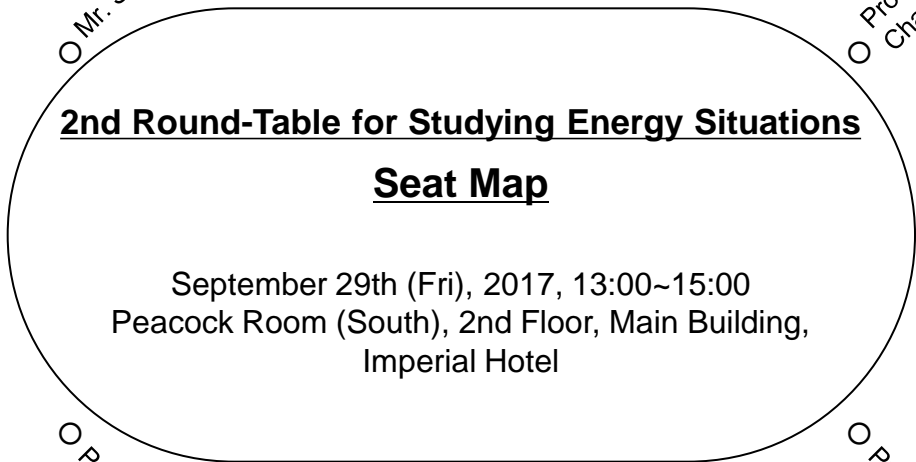 Mr.
2nd Round-Table for Studying Energy Situations
Seat Map
September 29th (Fri), 2017, 13:00~15:00
Peacock Room (South), 2nd Floor, Main Building,
Imperial Hotel